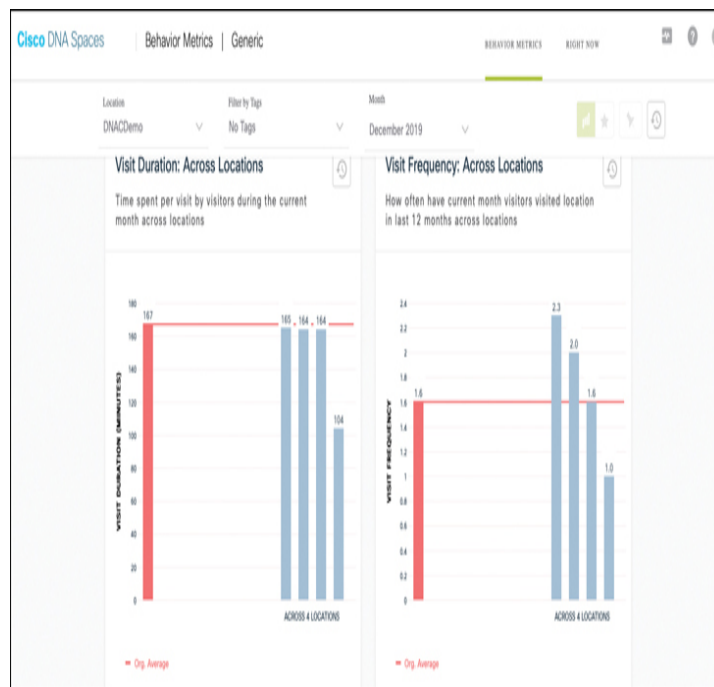 Cisco DNA Spaces | Behavior Metrics | Generic
BEHAVIOR METRICS
RIGHT NOW
Location
DNACDemo
Filter by Tags
No Tags
Month
December 2019
Visit Duration: Across Locations
Time spent per visit by visitors during the current
month across locations
VISIT DURATION (MINUTES)
180
160
140
120
100
80
60
40
20
0
167
165
164
164
104
ACROSS 4 LOCATIONS
Org. Average
Visit Frequency: Across Locations
How often have current month visitors visited location
in last 12 months across locations
VISIT FREQUENCY
2.4
2.2
2
1.8
1.6
1.4
1.2
1
0.8
0.6
0.4
0.2
0
1.6
2.3
2.0
1.6
1.0
ACROSS 4 LOCATIONS
Org. Average